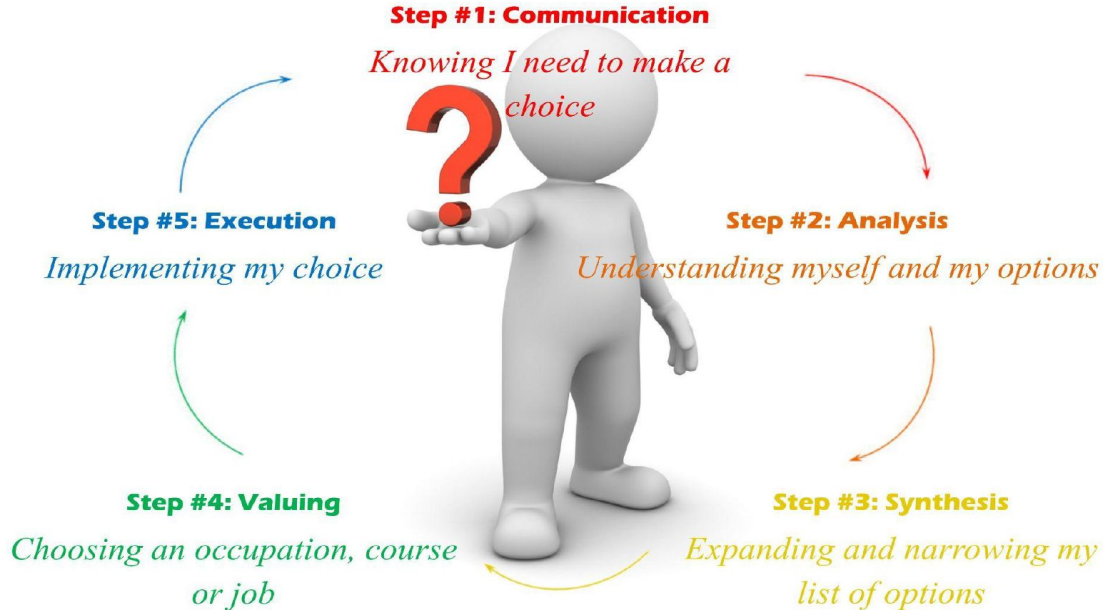 Step #1: Communication
Knowing I need to make a
choice
?
Step #5: Execution
Implementing my choice
Step #2: Analysis
Understanding myself and my options
Step #4: Valuing
Choosing an occupation, course
or job
Step #3: Synthesis
Expanding and narrowing my
list of options